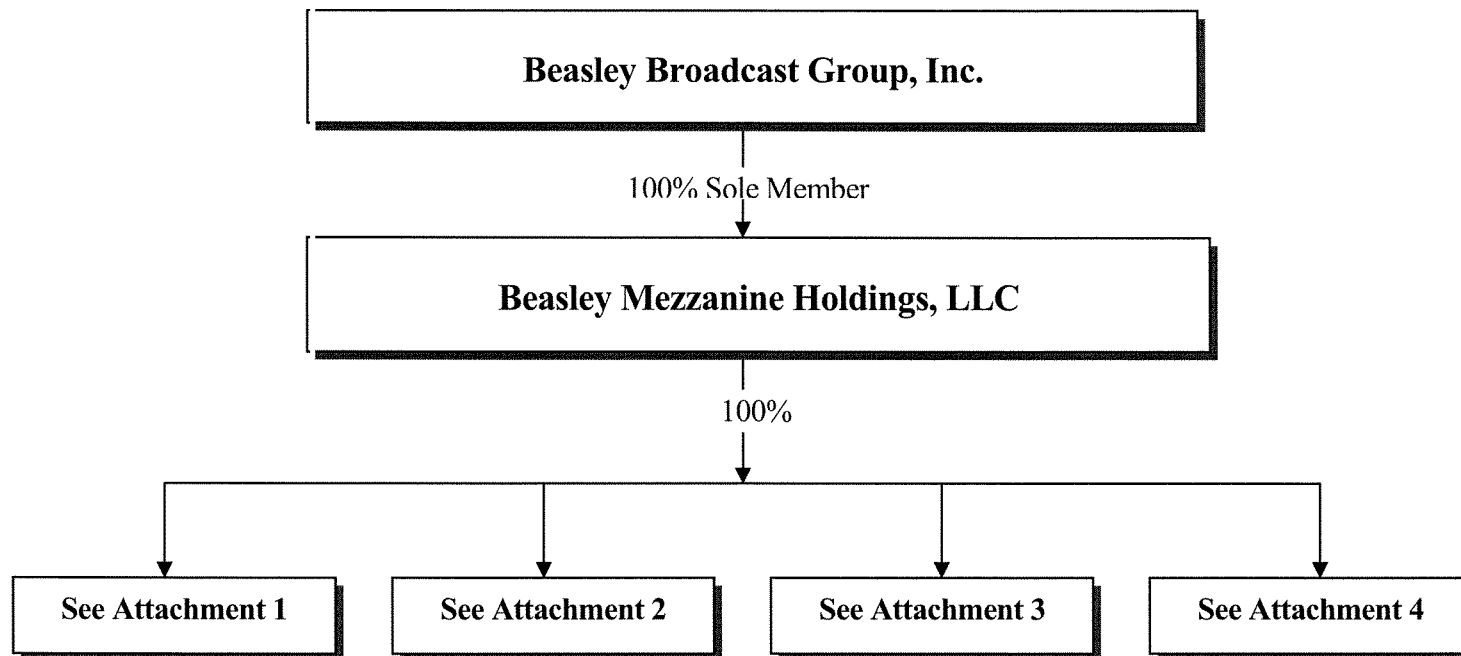 Beasley Broadcast Group, Inc.
100% Sole Member
Beasley Mezzanine Holdings, LLC
100%
See Attachment 1
See Attachment 2
See Attachment 3
See Attachment 4